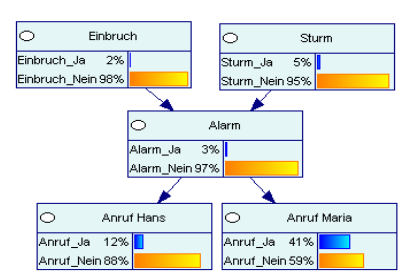 Einbruch
Einbruch_Ja 2%
Einbruch_Nein 98%
Sturm
Sturm_Ja 5%
Sturm_Nein 95%
Alarm
Alarm_Ja 3%
Alarm_Nein 97%
Anruf Hans
Anruf_Ja 12%
Anruf_Nein 88%
Anruf Maria
Anruf_Ja 41%
Anruf_Nein 59%